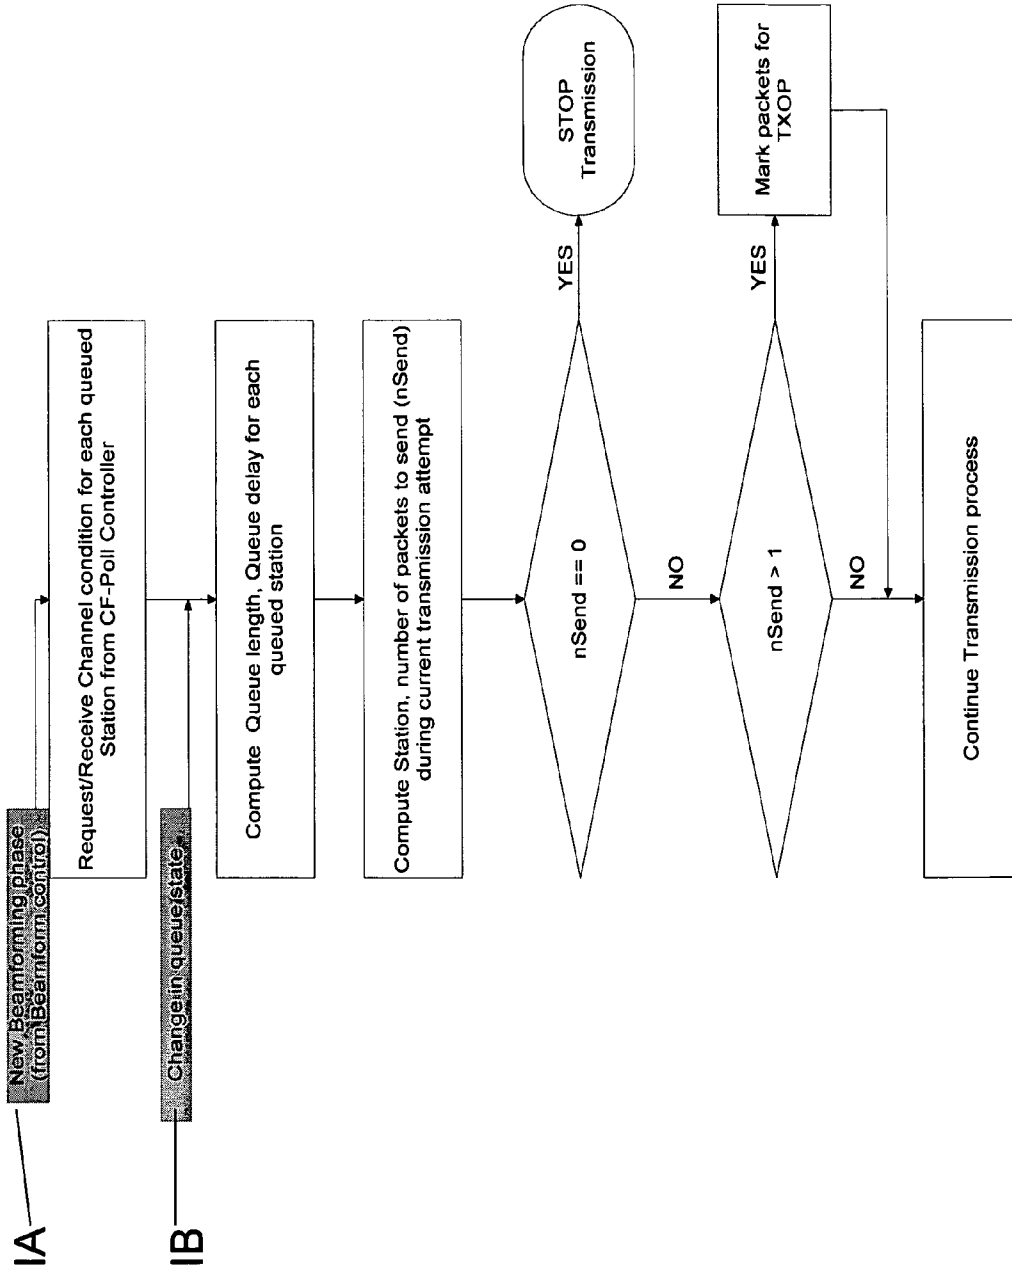 IA
New Beamforming phase
(from Beamform control)
Request/Receive Channel condition for each queued
Station from CF-Poll Controller
IB
Change in queue state
Compute Queue length, Queue delay for each
queued station
Compute Station, number of packets to send (nSend)
during current transmission attempt
nSend == 0
YES
STOP
Transmission
NO
nSend > 1
YES
Mark packets for
TXOP
NO
Continue Transmission process